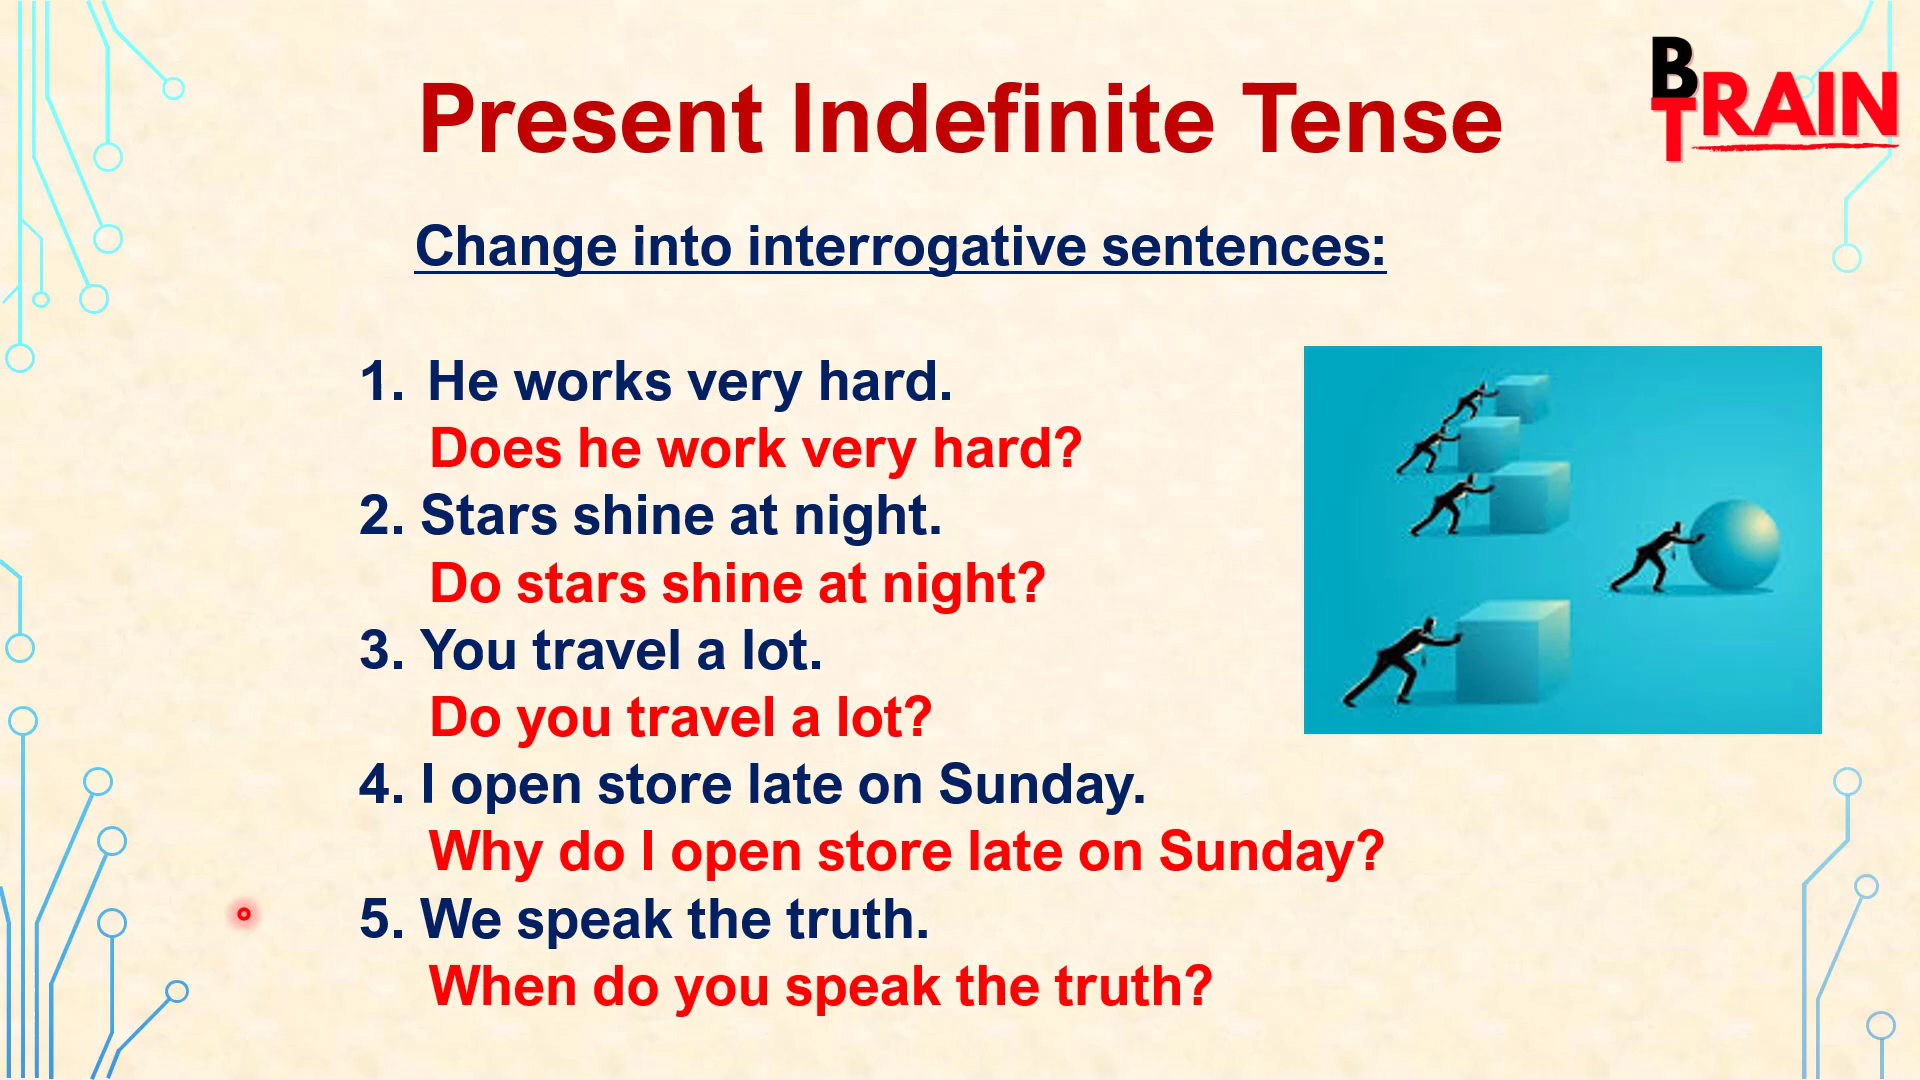 Present Indefinite Tense
B
TRAIN
Change into interrogative sentences:
1. He works very hard.
Does he work very hard?
2. Stars shine at night.
Do stars shine at night?
3. You travel a lot.
Do you travel a lot?
4. I open store late on Sunday.
Why do I open store late on Sunday?
5. We speak the truth.
When do you speak the truth?